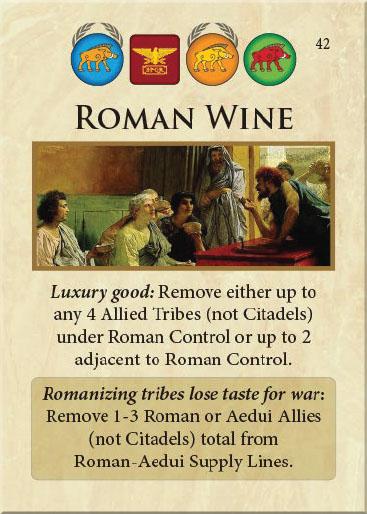 42
SPQR
ROMAN WINE
Luxury good: Remove either up to
any 4 Allied Tribes (not Citadels)
under Roman Control or up to 2
adjacent to Roman Control.
Romanizing tribes lose taste for war:
Remove 1-3 Roman or Aedui Allies
(not Citadels) total from
Roman-Aedui Supply Lines.